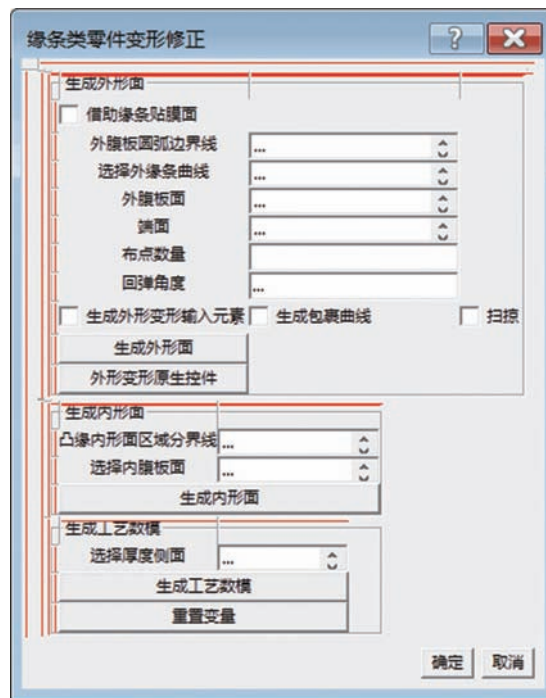 缘条类零件变形修正
生成外形面
借助缘条贴膜面
外腹板圆弧边界线 ...
选择外缘条曲线 ...
外腹板面 ...
端面 ...
布点数量
回弹角度 ...
生成外形变形输入元素 生成包裹曲线 扫掠
生成外形面
外形变形原生控件
生成内形面
凸缘内形面区域分界线 ...
选择内腹板面 ...
生成内形面
生成工艺数模
选择厚度侧面 ...
生成工艺数模
重置变量
确定 取消